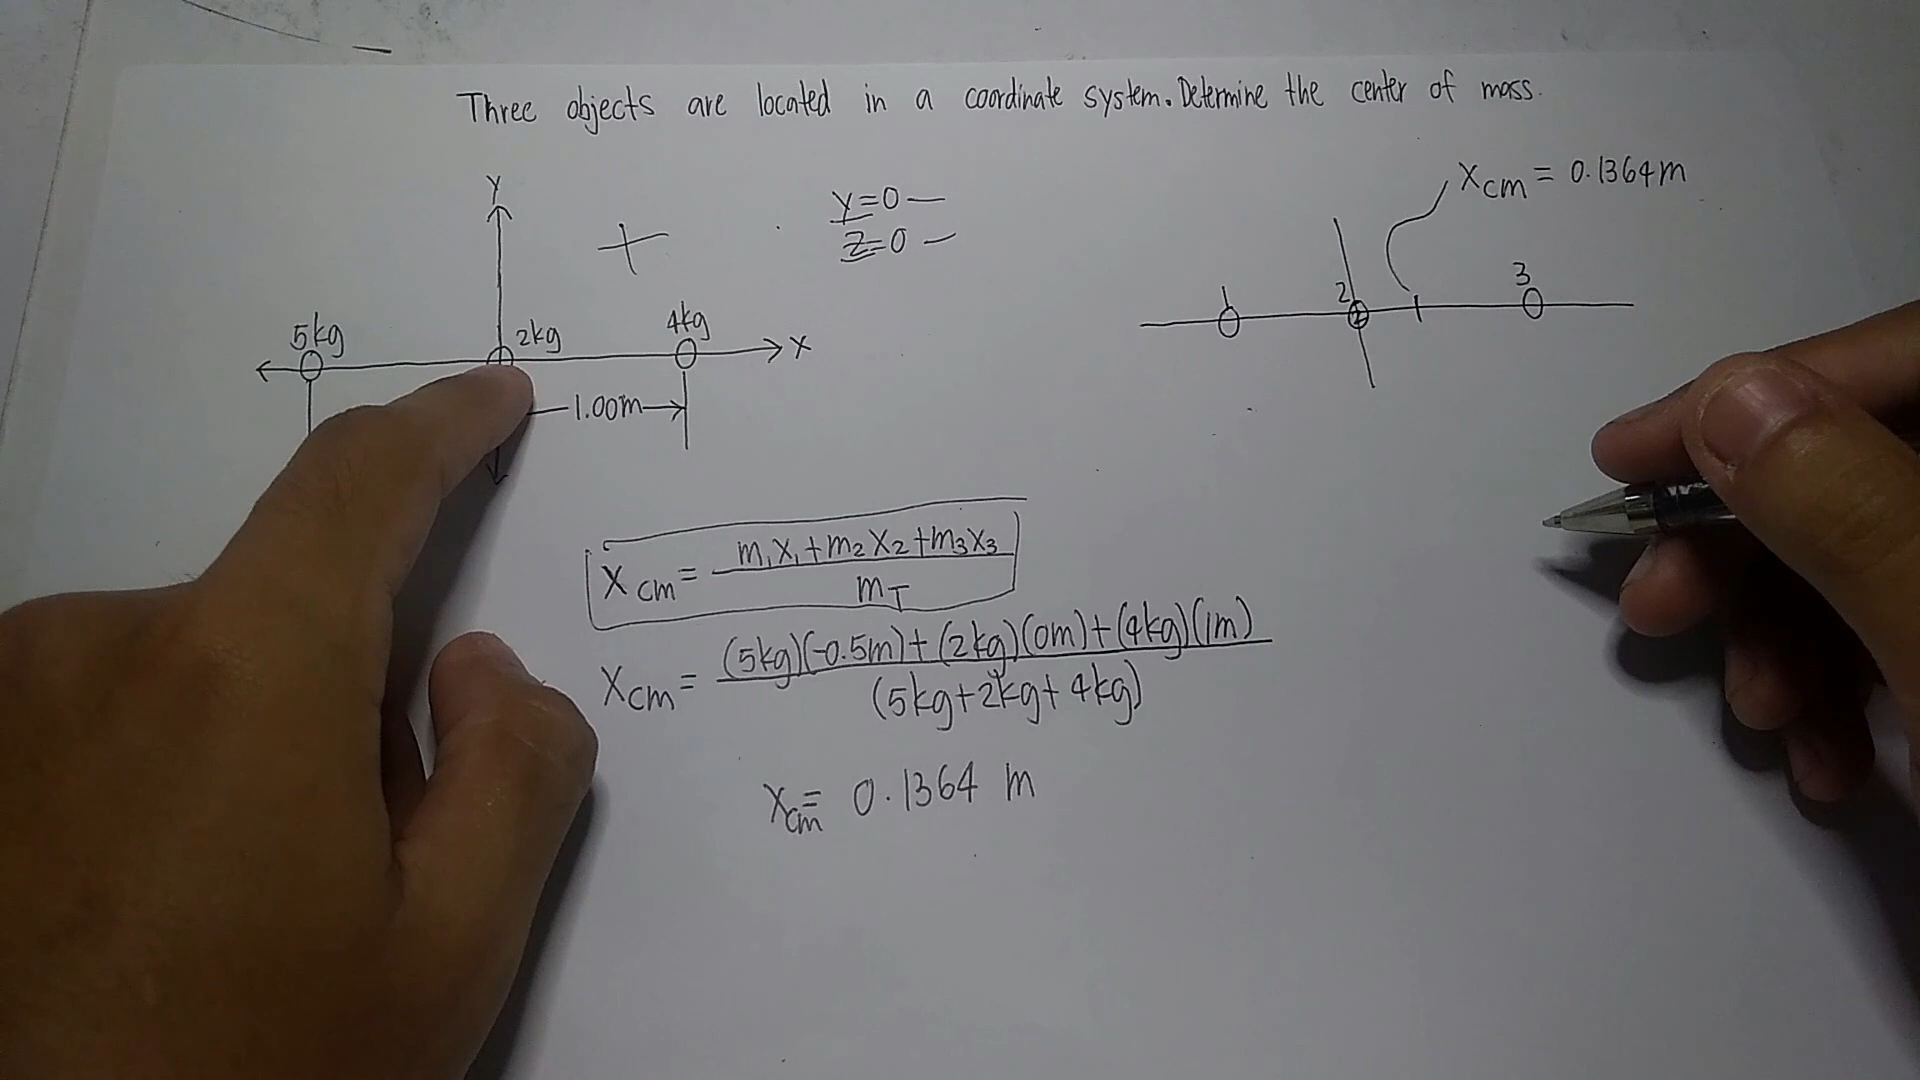 Three objects are located in a coordinate system. Determine the center of mass.
Y
y=0
z=0
Xcm = 0.1364m
5kg
2kg
4kg
X
1.00m
1
2
3
Xcm = m1x1+m2x2+m3x3
mT
Xcm = (5kg)(-0.5m)+(2kg)(0m)+(4kg)(1m)
(5kg+2kg+4kg)
Xcm = 0.1364 m